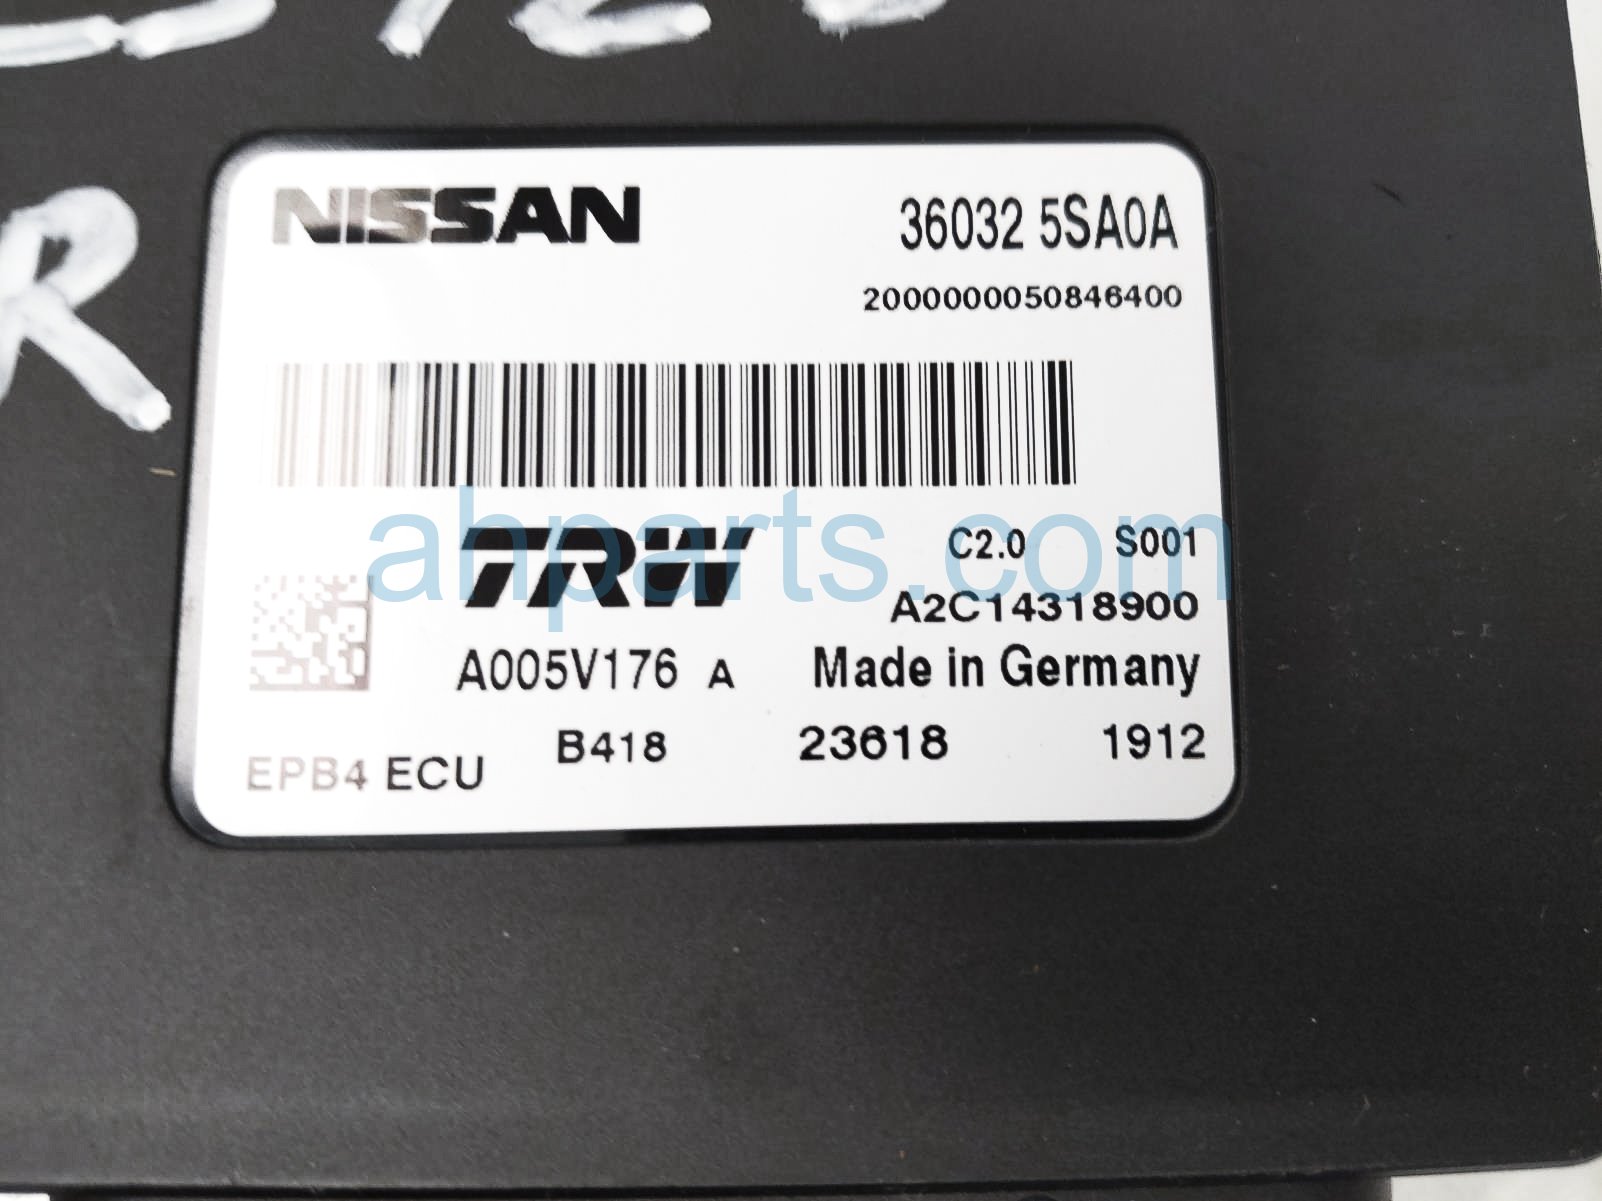 R
NISSAN 36032 5SA0A
2000000050846400
TRW C2.0 S001
ahparts.com
A2C14318900
A005V176 A Made in Germany
EPB4 ECU B418 23618 1912